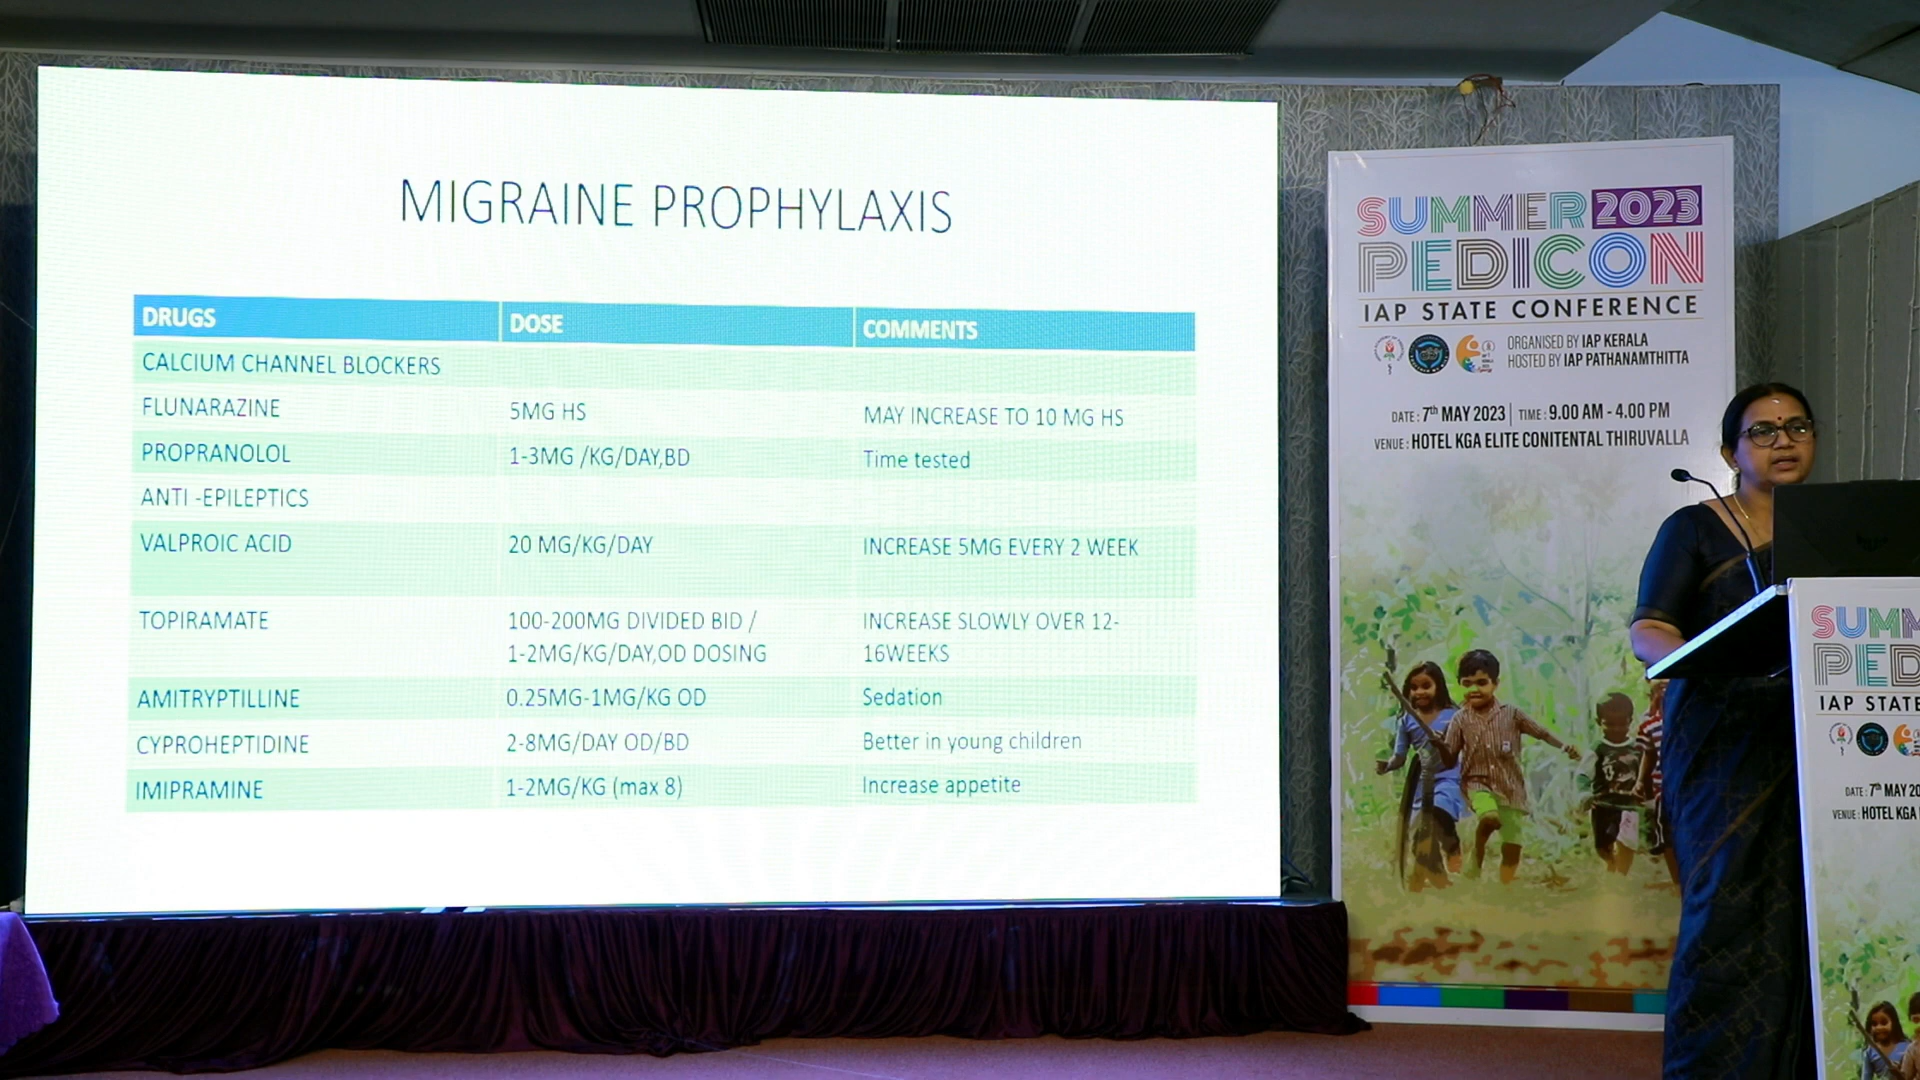 MIGRAINE PROPHYLAXIS
DRUGS DOSE COMMENTS
CALCIUM CHANNEL BLOCKERS
FLUNARAZINE 5MG HS MAY INCREASE TO 10 MG HS
PROPRANOLOL 1-3MG /KG/DAY,BD Time tested
ANTI -EPILEPTICS
VALPROIC ACID 20 MG/KG/DAY INCREASE 5MG EVERY 2 WEEK
TOPIRAMATE 100-200MG DIVIDED BID / INCREASE SLOWLY OVER 12-
1-2MG/KG/DAY,OD DOSING 16WEEKS
AMITRYPTILLINE 0.25MG-1MG/KG OD Sedation
CYPROHEPTIDINE 2-8MG/DAY OD/BD Better in young children
IMIPRAMINE 1-2MG/KG (max 8) Increase appetite
SUMMER 2023
PEDICON
IAP STATE CONFERENCE
ORGANISED BY IAP KERALA
HOSTED BY IAP PATHANAMTHITTA
DATE : 7th MAY 2023 | TIME : 9.00 AM - 4.00 PM
VENUE : HOTEL KGA ELITE CONITENTAL THIRUVALLA
SUMM
PED
IAP STATE
DATE : 7th MAY 20
VENUE : HOTEL KGA